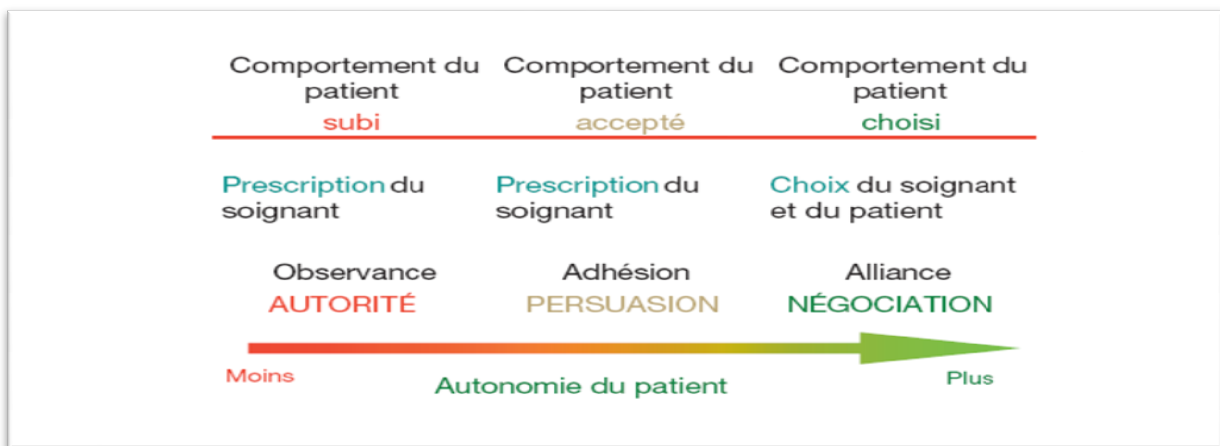 Comportement du Comportement du Comportement du
patient patient patient
subi accepté choisi
Prescription du Prescription du Choix du soignant
soignant soignant et du patient
Observance Adhésion Alliance
AUTORITÉ PERSUASION NÉGOCIATION
Moins Autonomie du patient Plus